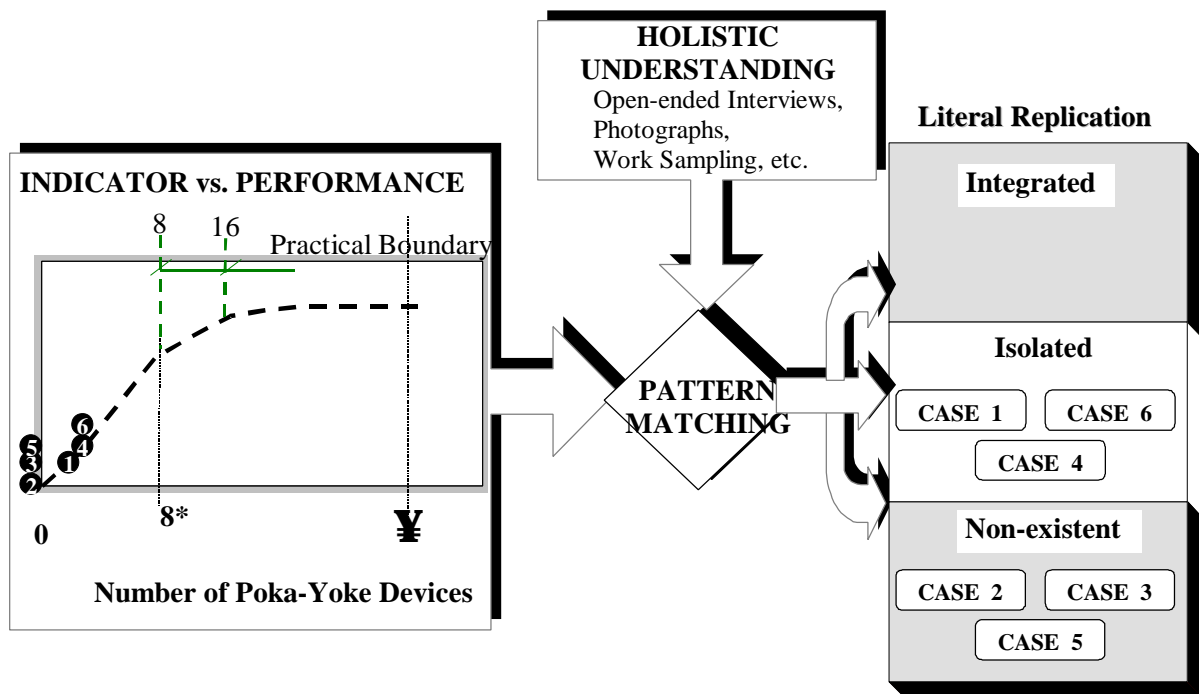 HOLISTIC
UNDERSTANDING
Open-ended Interviews,
Photographs,
Work Sampling, etc.
Literal Replication
INDICATOR vs. PERFORMANCE
8
16
Practical Boundary
6
5
4
3
1
2
0
8*
¥
Number of Poka-Yoke Devices
PATTERN
MATCHING
Integrated
Isolated
CASE 1
CASE 6
CASE 4
Non-existent
CASE 2
CASE 3
CASE 5